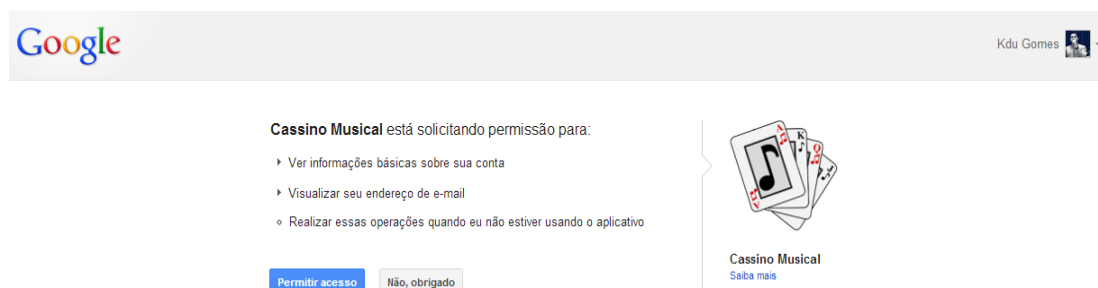 Google
Kdu Gomes
Cassino Musical está solicitando permissão para:
Ver informações básicas sobre sua conta
Visualizar seu endereço de e-mail
Realizar essas operações quando eu não estiver usando o aplicativo
Permitir acesso
Não, obrigado
A K Q J
A
Cassino Musical
Saiba mais